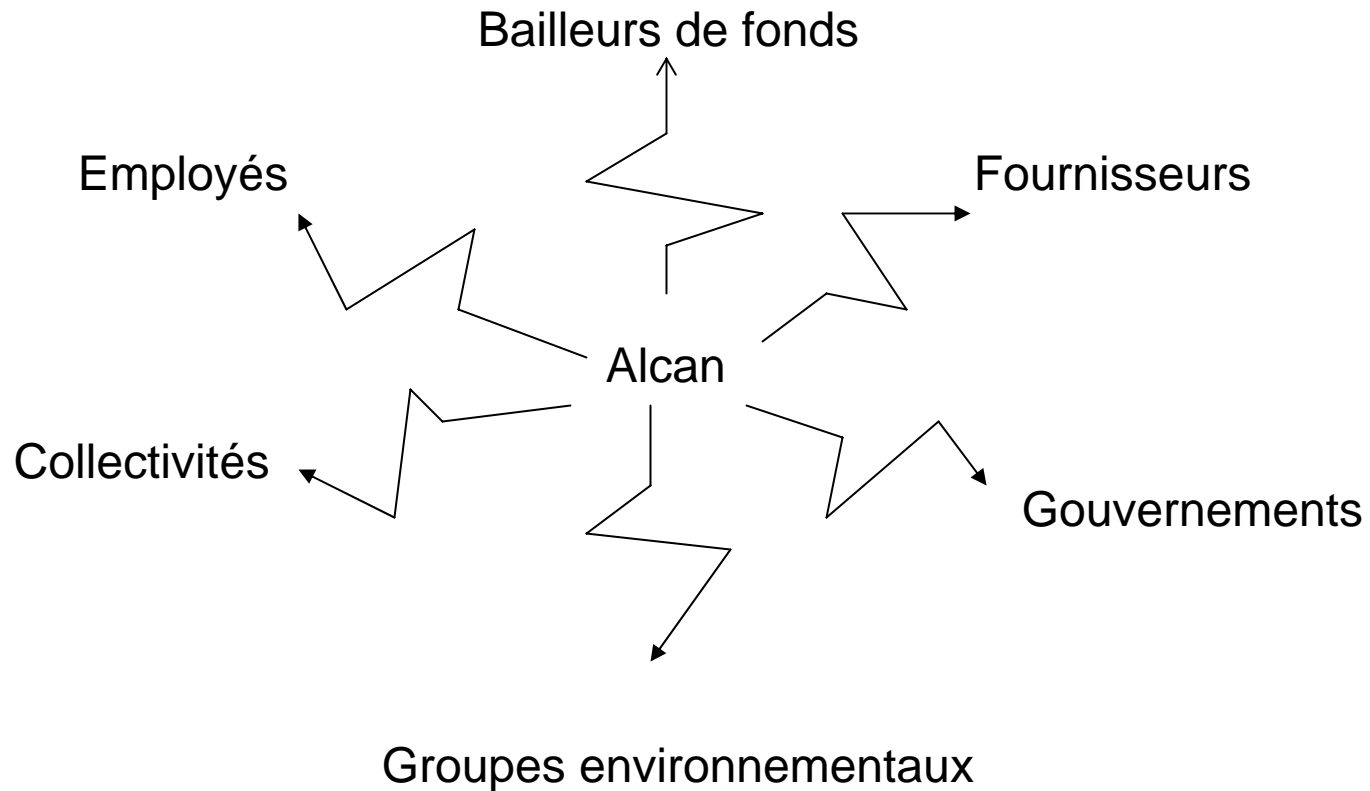 Bailleurs de fonds
Employés
Fournisseurs
Alcan
Collectivités
Gouvernements
Groupes environnementaux